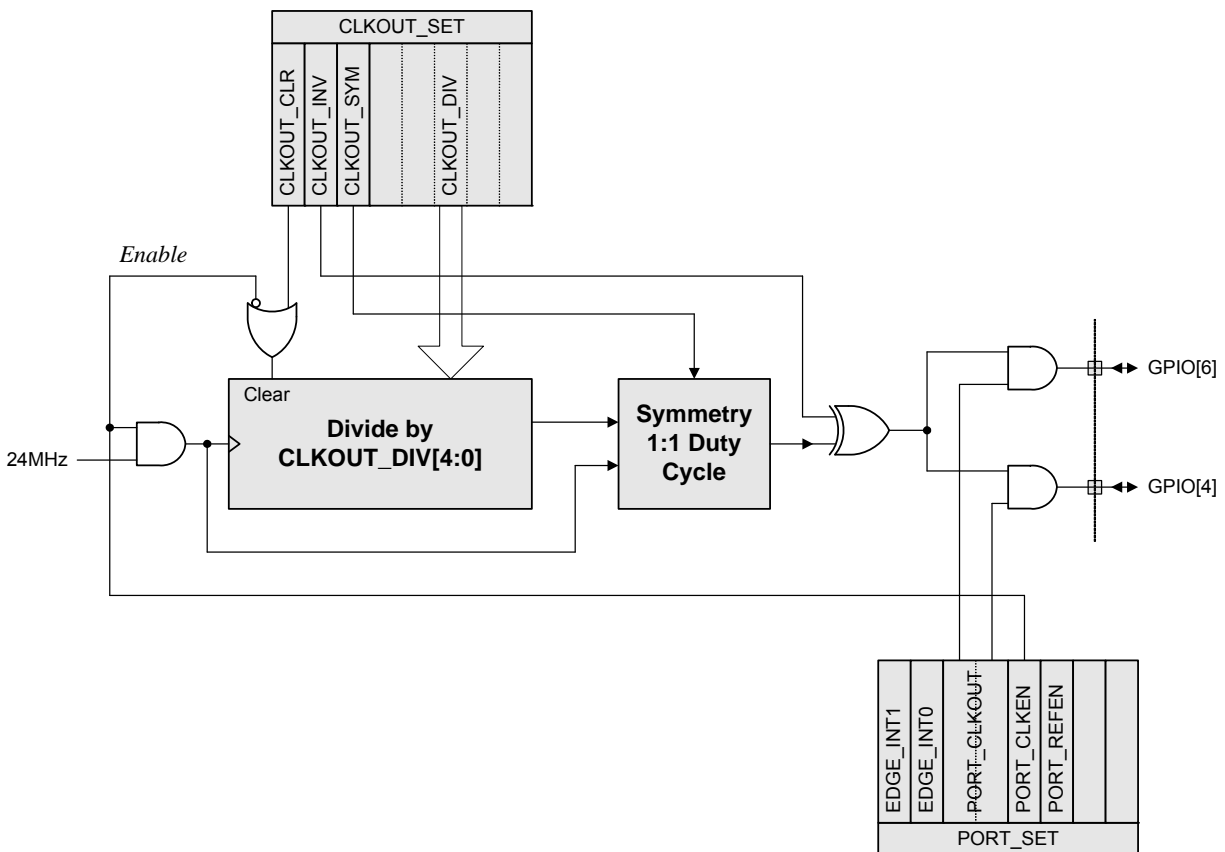 CLKOUT_SET
CLKOUT_CLR
CLKOUT_INV
CLKOUT_SYM
CLKOUT_DIV
Enable
Clear
Divide by
CLKOUT_DIV[4:0]
24MHz
Symmetry
1:1 Duty
Cycle
GPIO[6]
GPIO[4]
EDGE_INT1
EDGE_INT0
PORT_CLKOUT
PORT_CLKEN
PORT_REFEN
PORT_SET